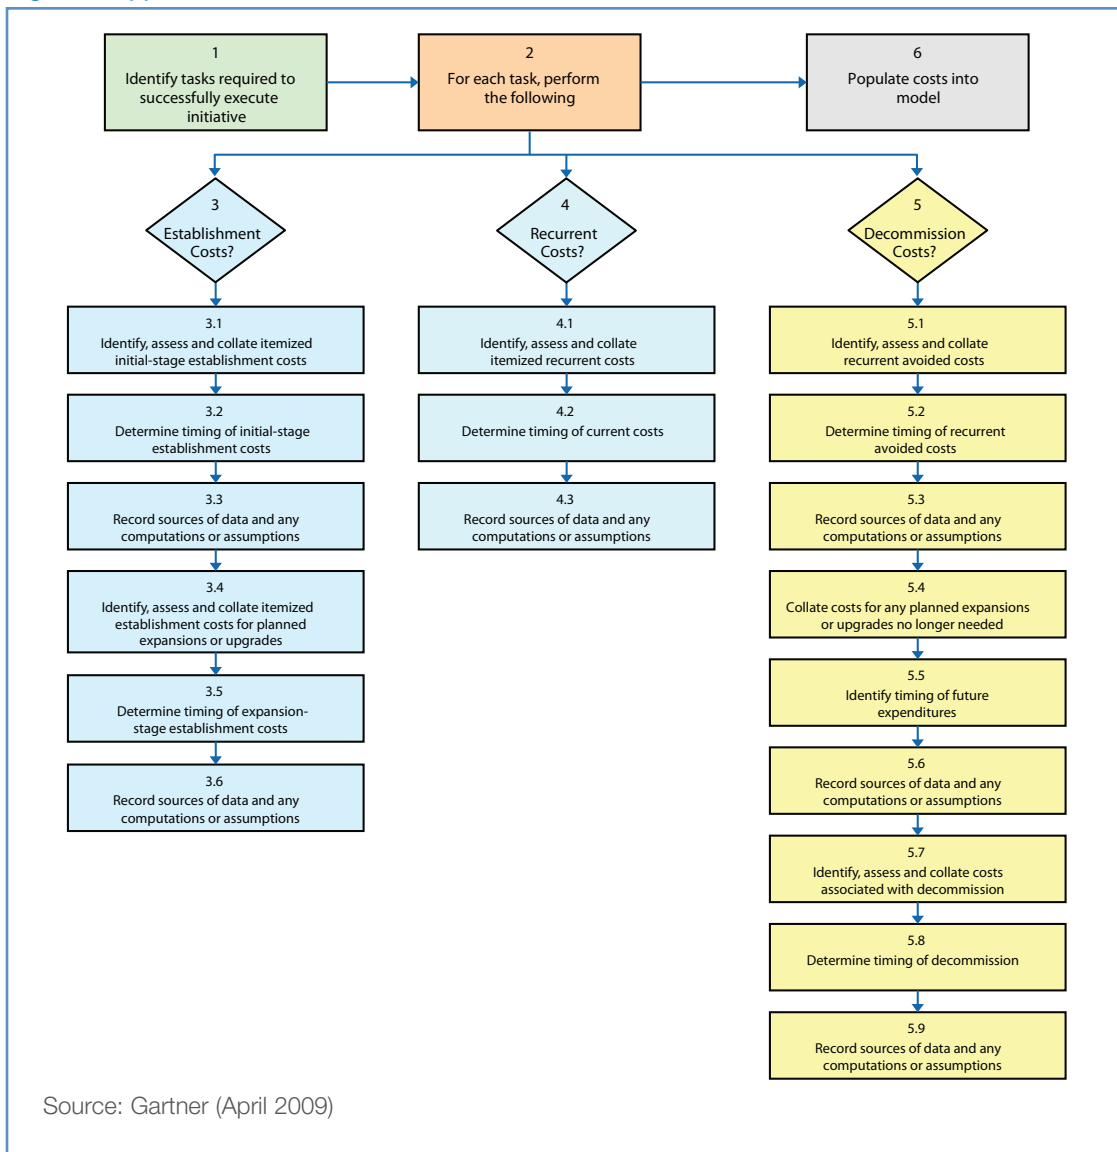 1
Identify tasks required to
successfully execute
initiative
2
For each task, perform
the following
6
Populate costs into
model
3
Establishment
Costs?
4
Recurrent
Costs?
5
Decommission
Costs?
3.1
Identify, assess and collate itemized
initial-stage establishment costs
3.2
Determine timing of initial-stage
establishment costs
3.3
Record sources of data and any
computations or assumptions
3.4
Identify, assess and collate itemized
establishment costs for planned
expansions or upgrades
3.5
Determine timing of expansion-
stage establishment costs
3.6
Record sources of data and any
computations or assumptions
4.1
Identify, assess and collate
itemized recurrent costs
4.2
Determine timing of current costs
4.3
Record sources of data and any
computations or assumptions
5.1
Identify, assess and collate
recurrent avoided costs
5.2
Determine timing of recurrent
avoided costs
5.3
Record sources of data and any
computations or assumptions
5.4
Collate costs for any planned expansions
or upgrades no longer needed
5.5
Identify timing of future
expenditures
5.6
Record sources of data and any
computations or assumptions
5.7
Identify, assess and collate costs
associated with decommission
5.8
Determine timing of decommission
5.9
Record sources of data and any
computations or assumptions
Source: Gartner (April 2009)